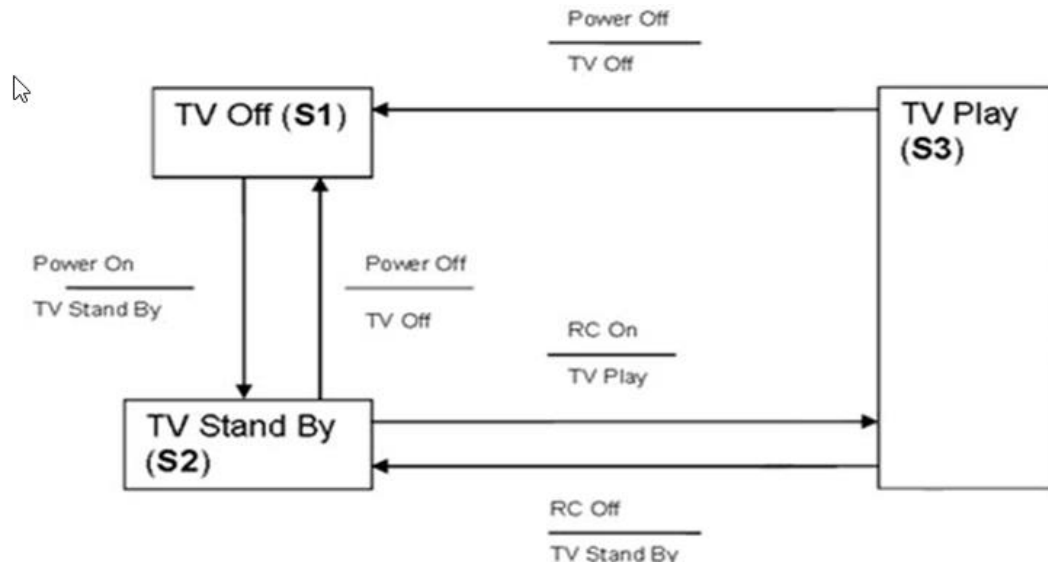 Power Off
TV Off
TV Off (S1)
TV Play
(S3)
Power On
TV Stand By
Power Off
TV Off
RC On
TV Play
TV Stand By
(S2)
RC Off
TV Stand By